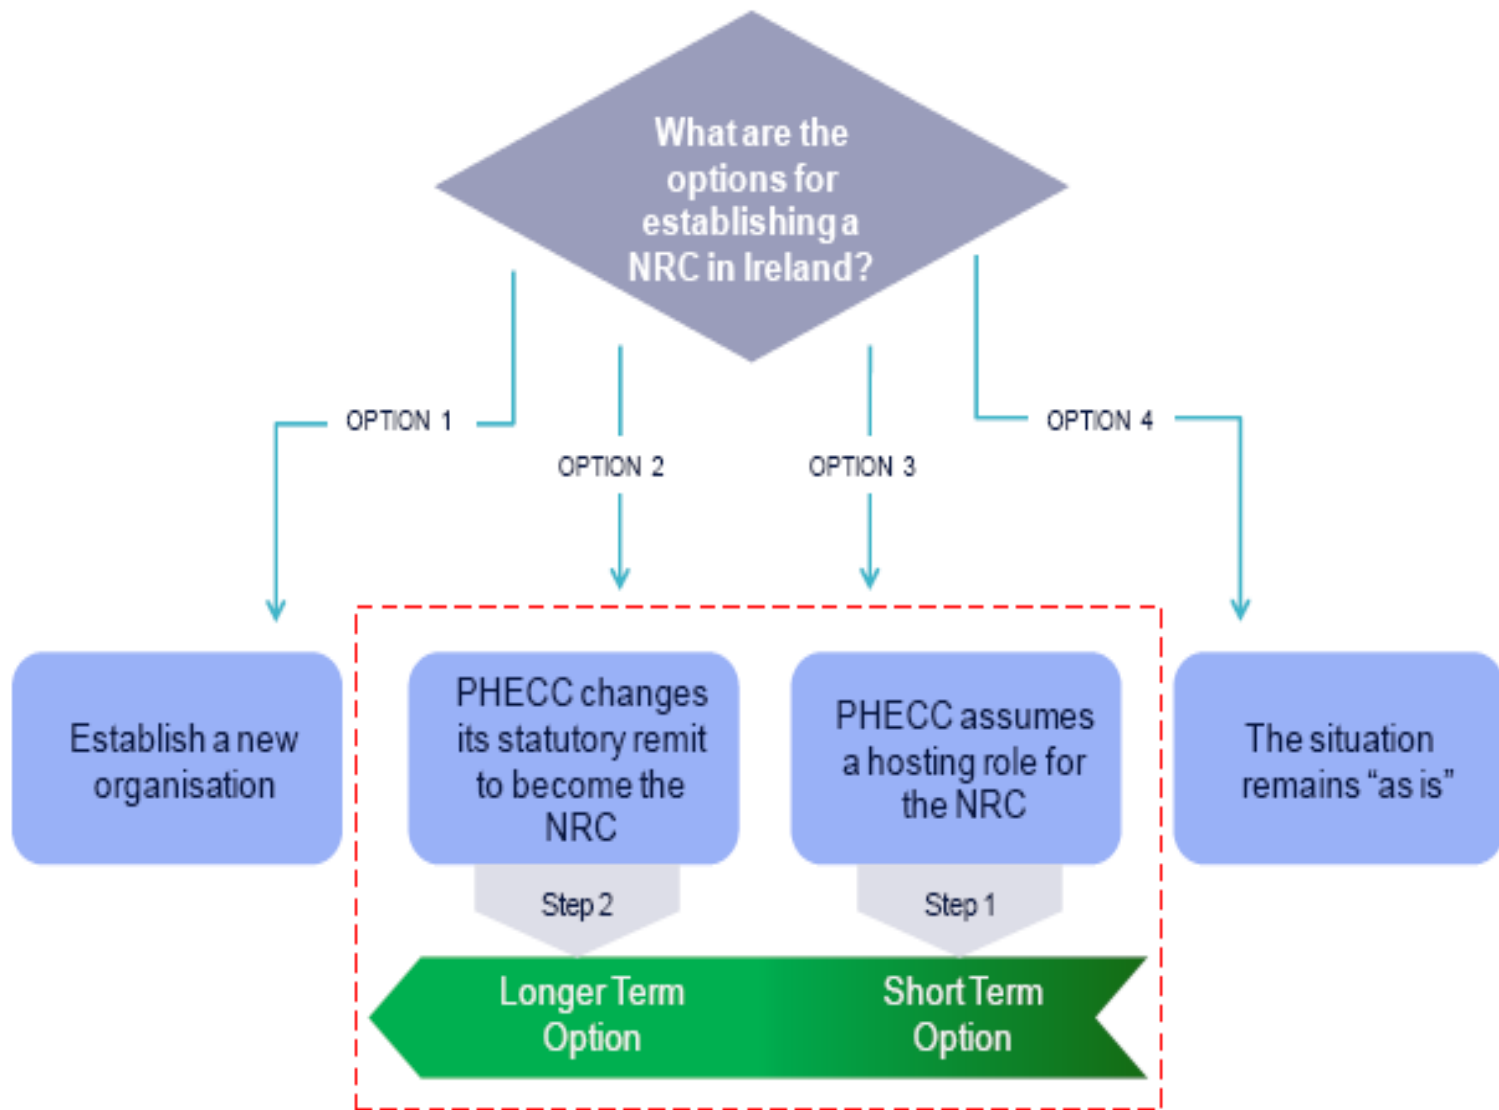 What are the
options for
establishing a
NRC in Ireland?
OPTION 1
OPTION 4
OPTION 2
OPTION 3
Establish a new
organisation
PHECC changes
its statutory remit
to become the
NRC
PHECC assumes
a hosting role for
the NRC
The situation
remains “as is”
Step 2
Step 1
Longer Term
Option
Short Term
Option